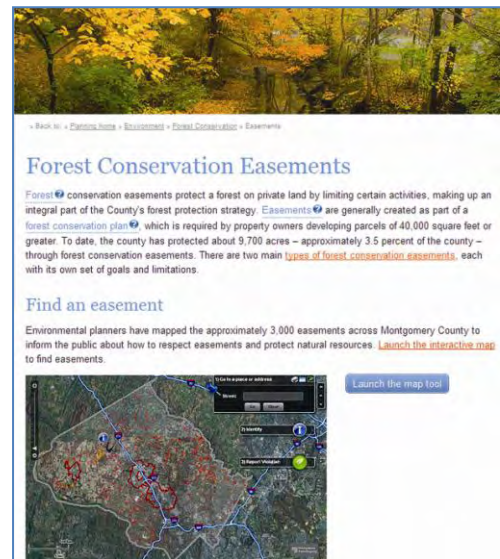 « Back to: « Planning home « Environment « Forest Conservation « Easements
Forest Conservation Easements
Forest conservation easements protect a forest on private land by limiting certain activities, making up an
integral part of the County's forest protection strategy. Easements are generally created as part of a
forest conservation plan, which is required by property owners developing parcels of 40,000 square feet or
greater. To date, the county has protected about 9,700 acres – approximately 3.5 percent of the county –
through forest conservation easements. There are two main types of forest conservation easements, each
with its own set of goals and limitations.
Find an easement
Environmental planners have mapped the approximately 3,000 easements across Montgomery County to
inform the public about how to respect easements and protect natural resources. Launch the interactive map
to find easements.
1) Go to a place or address
Launch the map tool
2) Identify
3) Report Violation